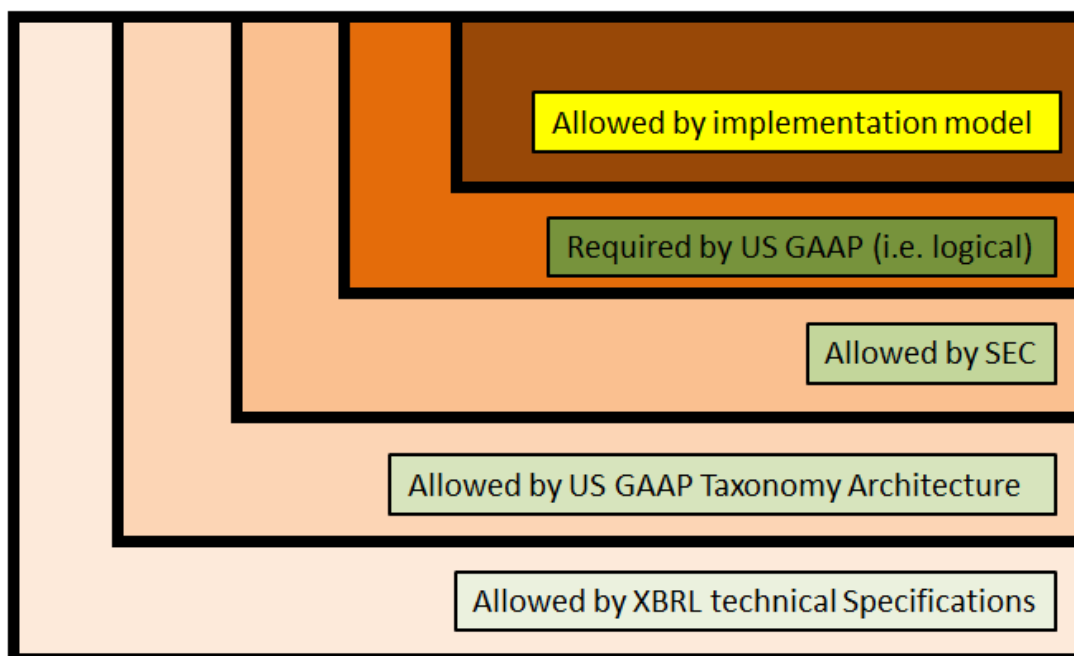 Allowed by implementation model
Required by US GAAP (i.e. logical)
Allowed by SEC
Allowed by US GAAP Taxonomy Architecture
Allowed by XBRL technical Specifications